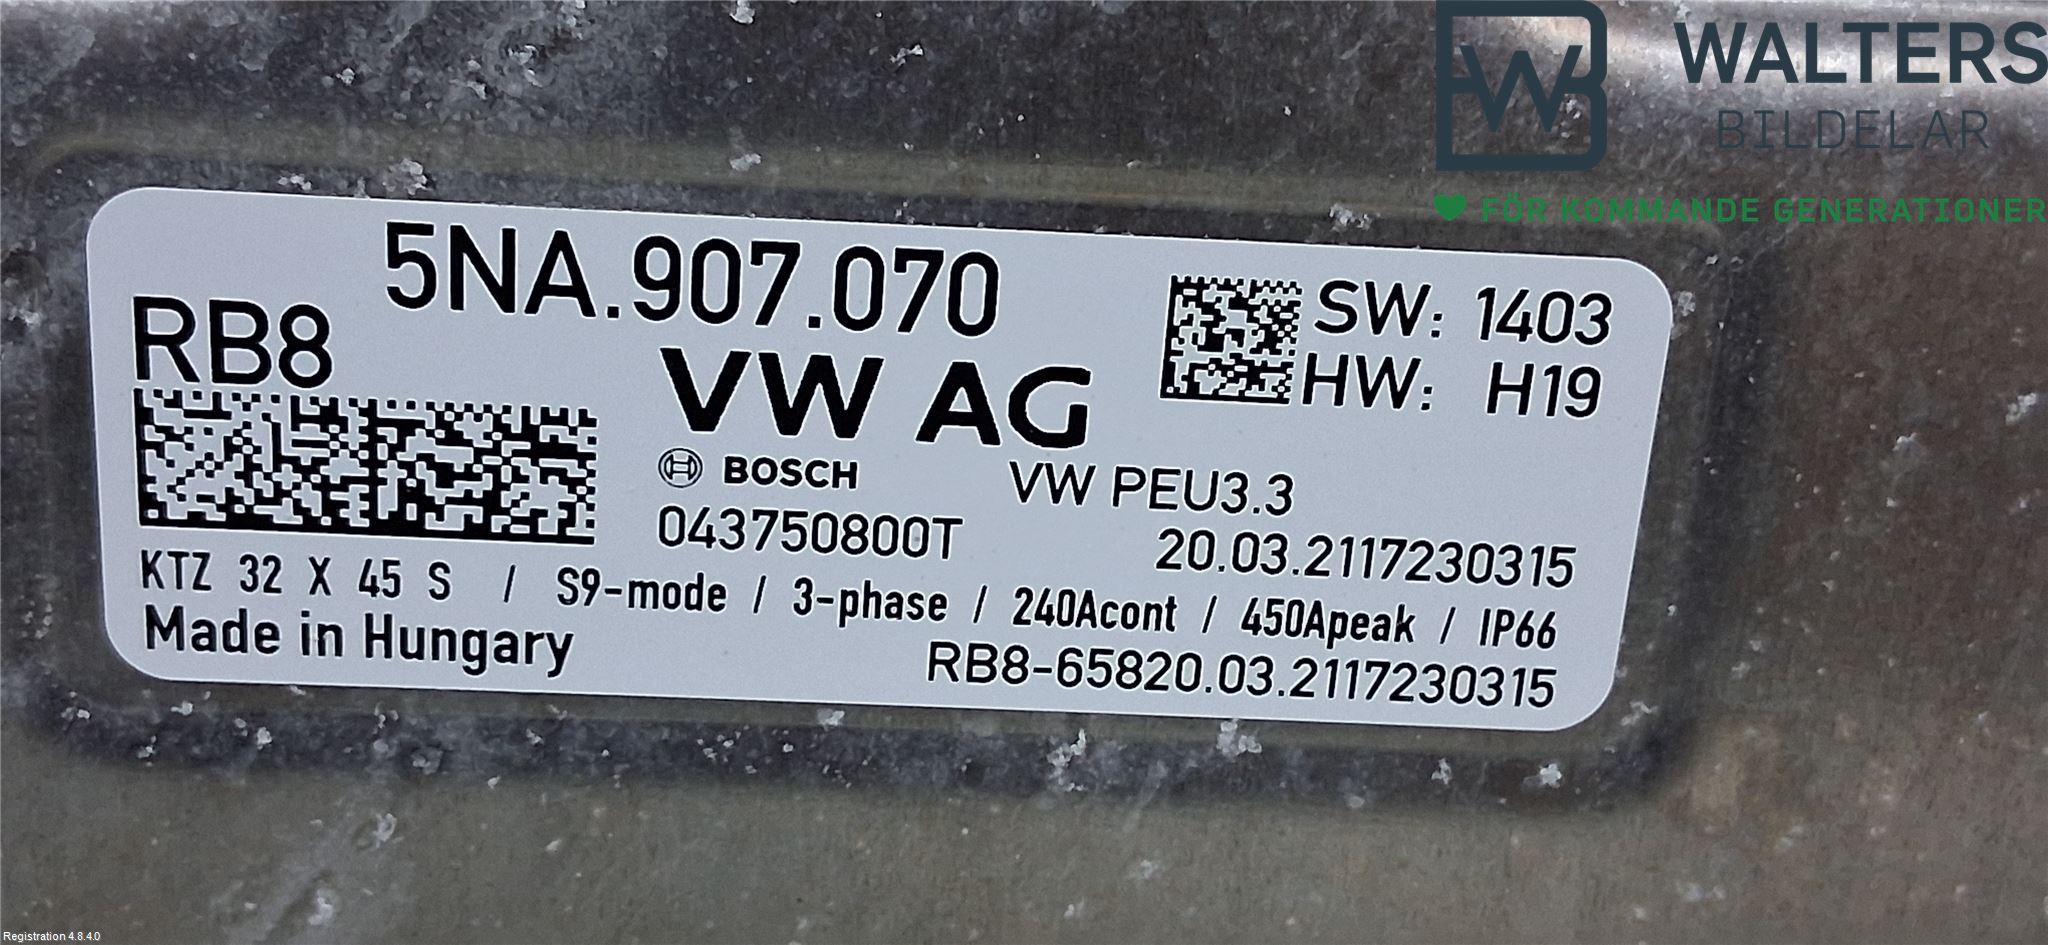 WALTERS
BILDELAR
FÖR KOMMANDE GENERATIONER
5NA.907.070
RB8
SW: 1403
HW: H19
VW AG
BOSCH
VW PEU3.3
043750800T
20.03.2117230315
KTZ 32 X 45 S / S9-mode / 3-phase / 240Acont / 450Apeak / IP66
Made in Hungary
RB8-65820.03.2117230315
Registration 4.8.4.0